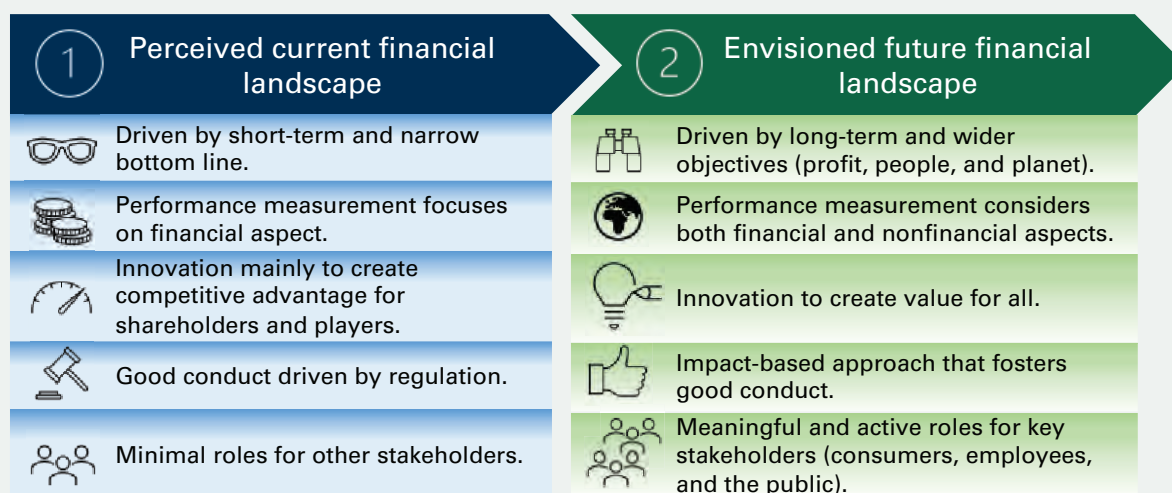 1
Perceived current financial
landscape
Driven by short-term and narrow
bottom line.
Performance measurement focuses
on financial aspect.
Innovation mainly to create
competitive advantage for
shareholders and players.
Good conduct driven by regulation.
Minimal roles for other stakeholders.
2
Envisioned future financial
landscape
Driven by long-term and wider
objectives (profit, people, and planet).
Performance measurement considers
both financial and nonfinancial aspects.
Innovation to create value for all.
Impact-based approach that fosters
good conduct.
Meaningful and active roles for key
stakeholders (consumers, employees,
and the public).